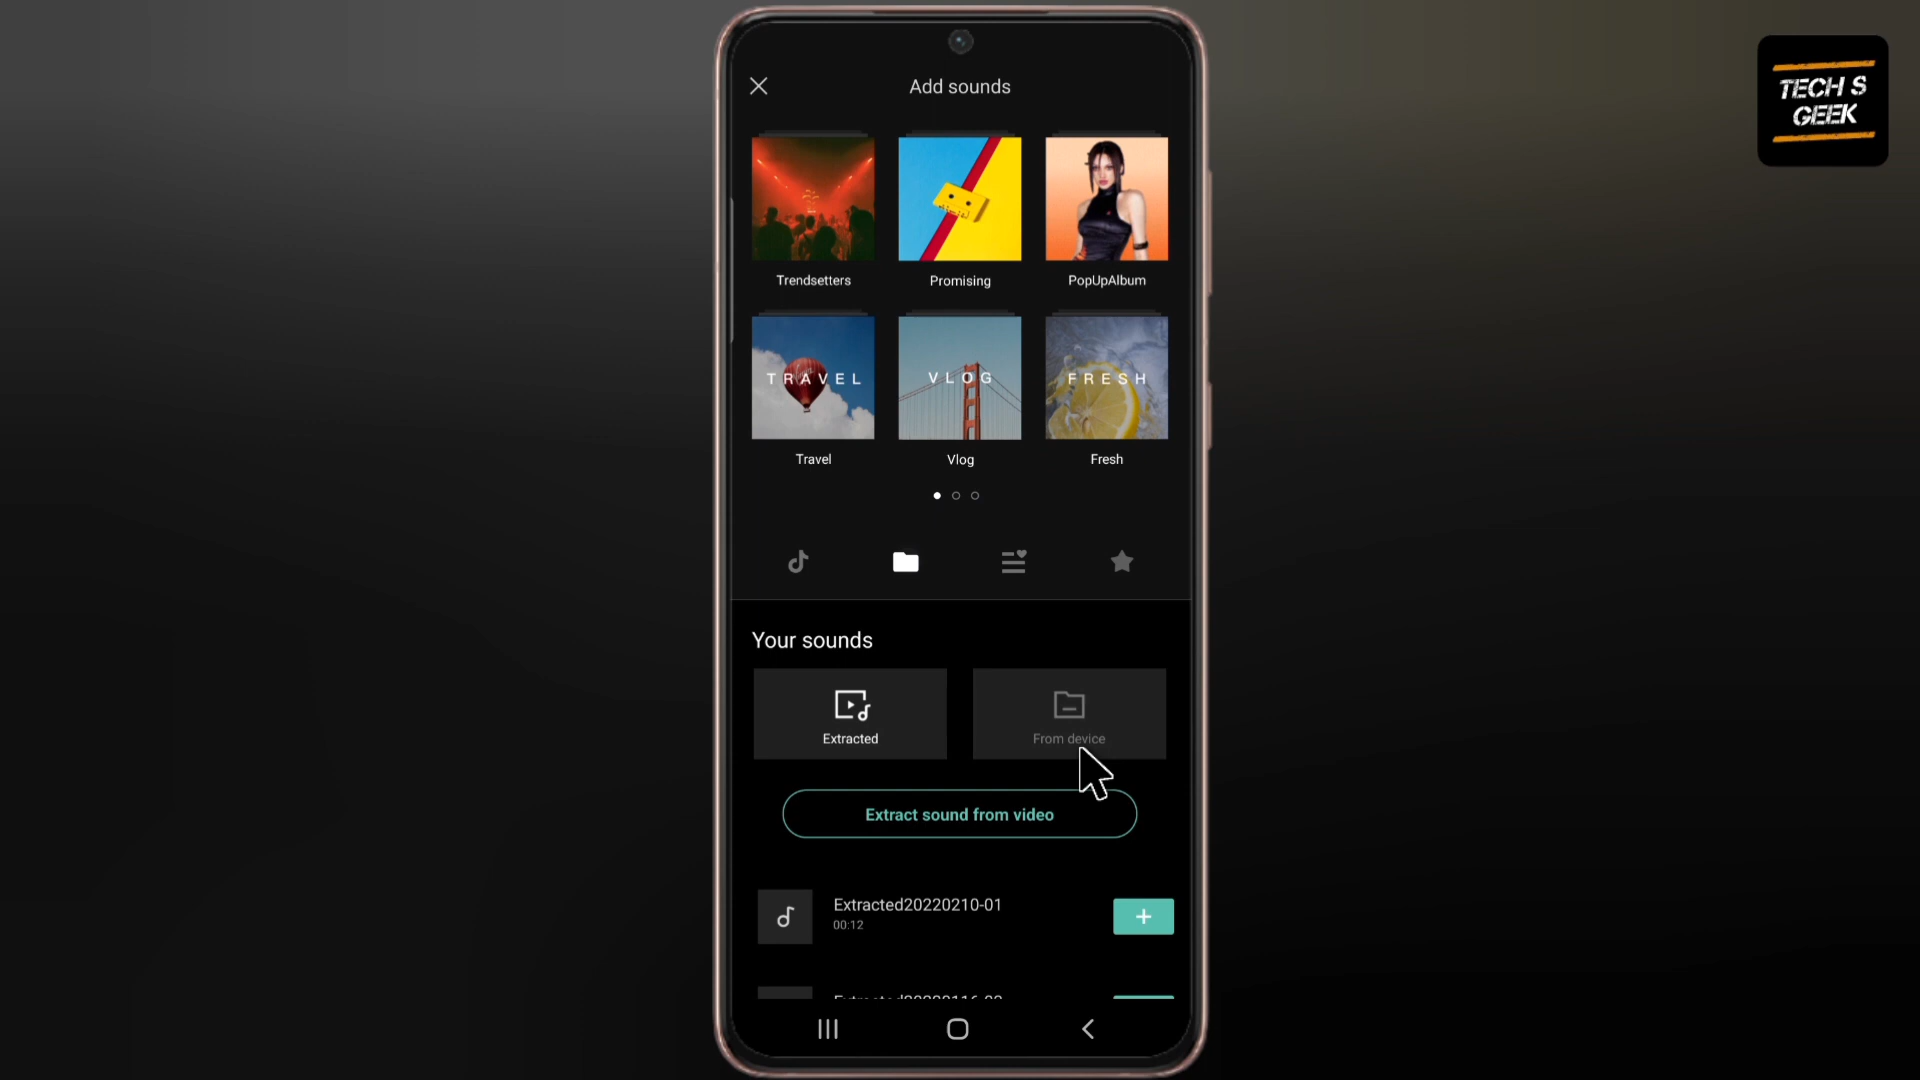 Add sounds
TECH S
GEEK
Trendsetters
Promising
PopUpAlbum
TRAVEL
VLOG
FRESH
Travel
Vlog
Fresh
Your sounds
Extracted
From device
Extract sound from video
Extracted20220210-01
00:12